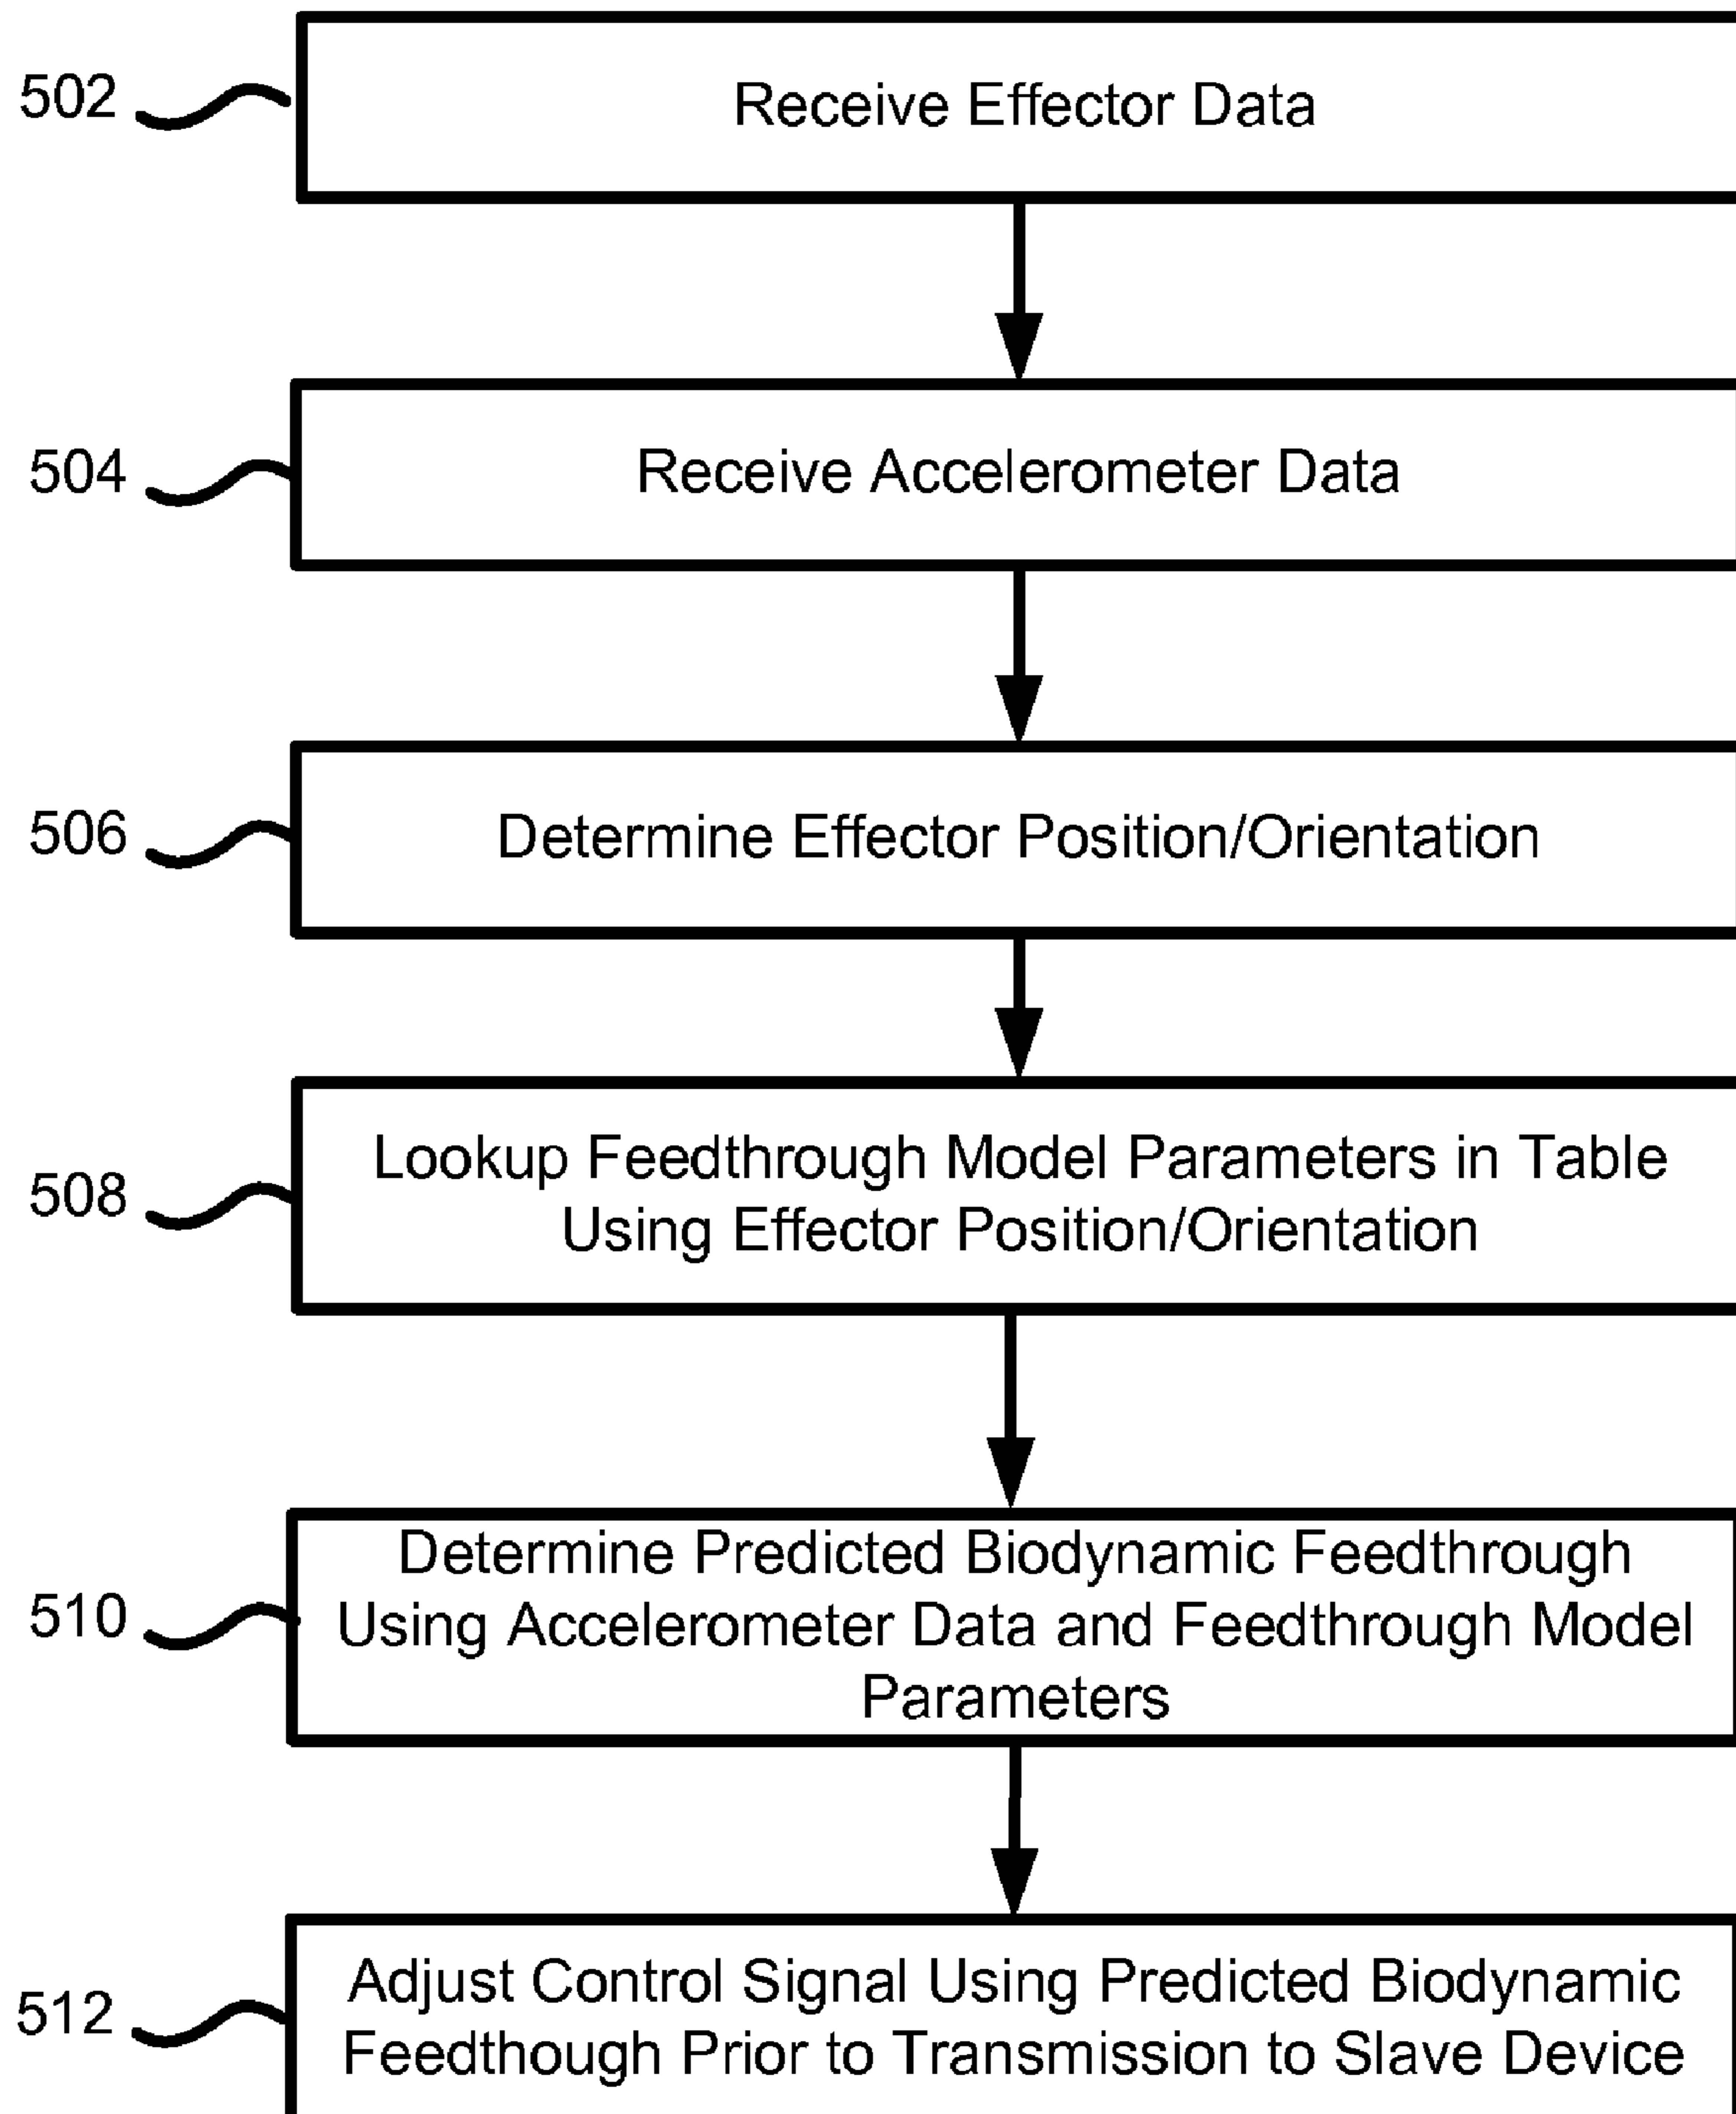 502
Receive Effector Data
504
Receive Accelerometer Data
506
Determine Effector Position/Orientation
508
Lookup Feedthrough Model Parameters in Table
Using Effector Position/Orientation
510
Determine Predicted Biodynamic Feedthrough
Using Accelerometer Data and Feedthrough Model
Parameters
512
Adjust Control Signal Using Predicted Biodynamic
Feedthough Prior to Transmission to Slave Device